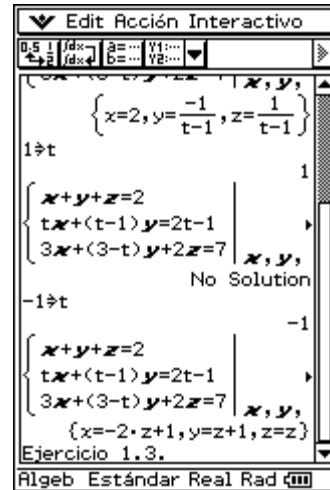 Edit Acción Interactivo
{x=2,y=-1/(t-1),z=1/(t-1)}
1⇒t
1
x+y+z=2
tx+(t-1)y=2t-1
3x+(3-t)y+2z=7 | x,y,
No Solution
-1⇒t
-1
x+y+z=2
tx+(t-1)y=2t-1
3x+(3-t)y+2z=7 | x,y,
{x=-2·z+1,y=z+1,z=z}
Ejercicio 1.3.
Algeb Estándar Real Rad